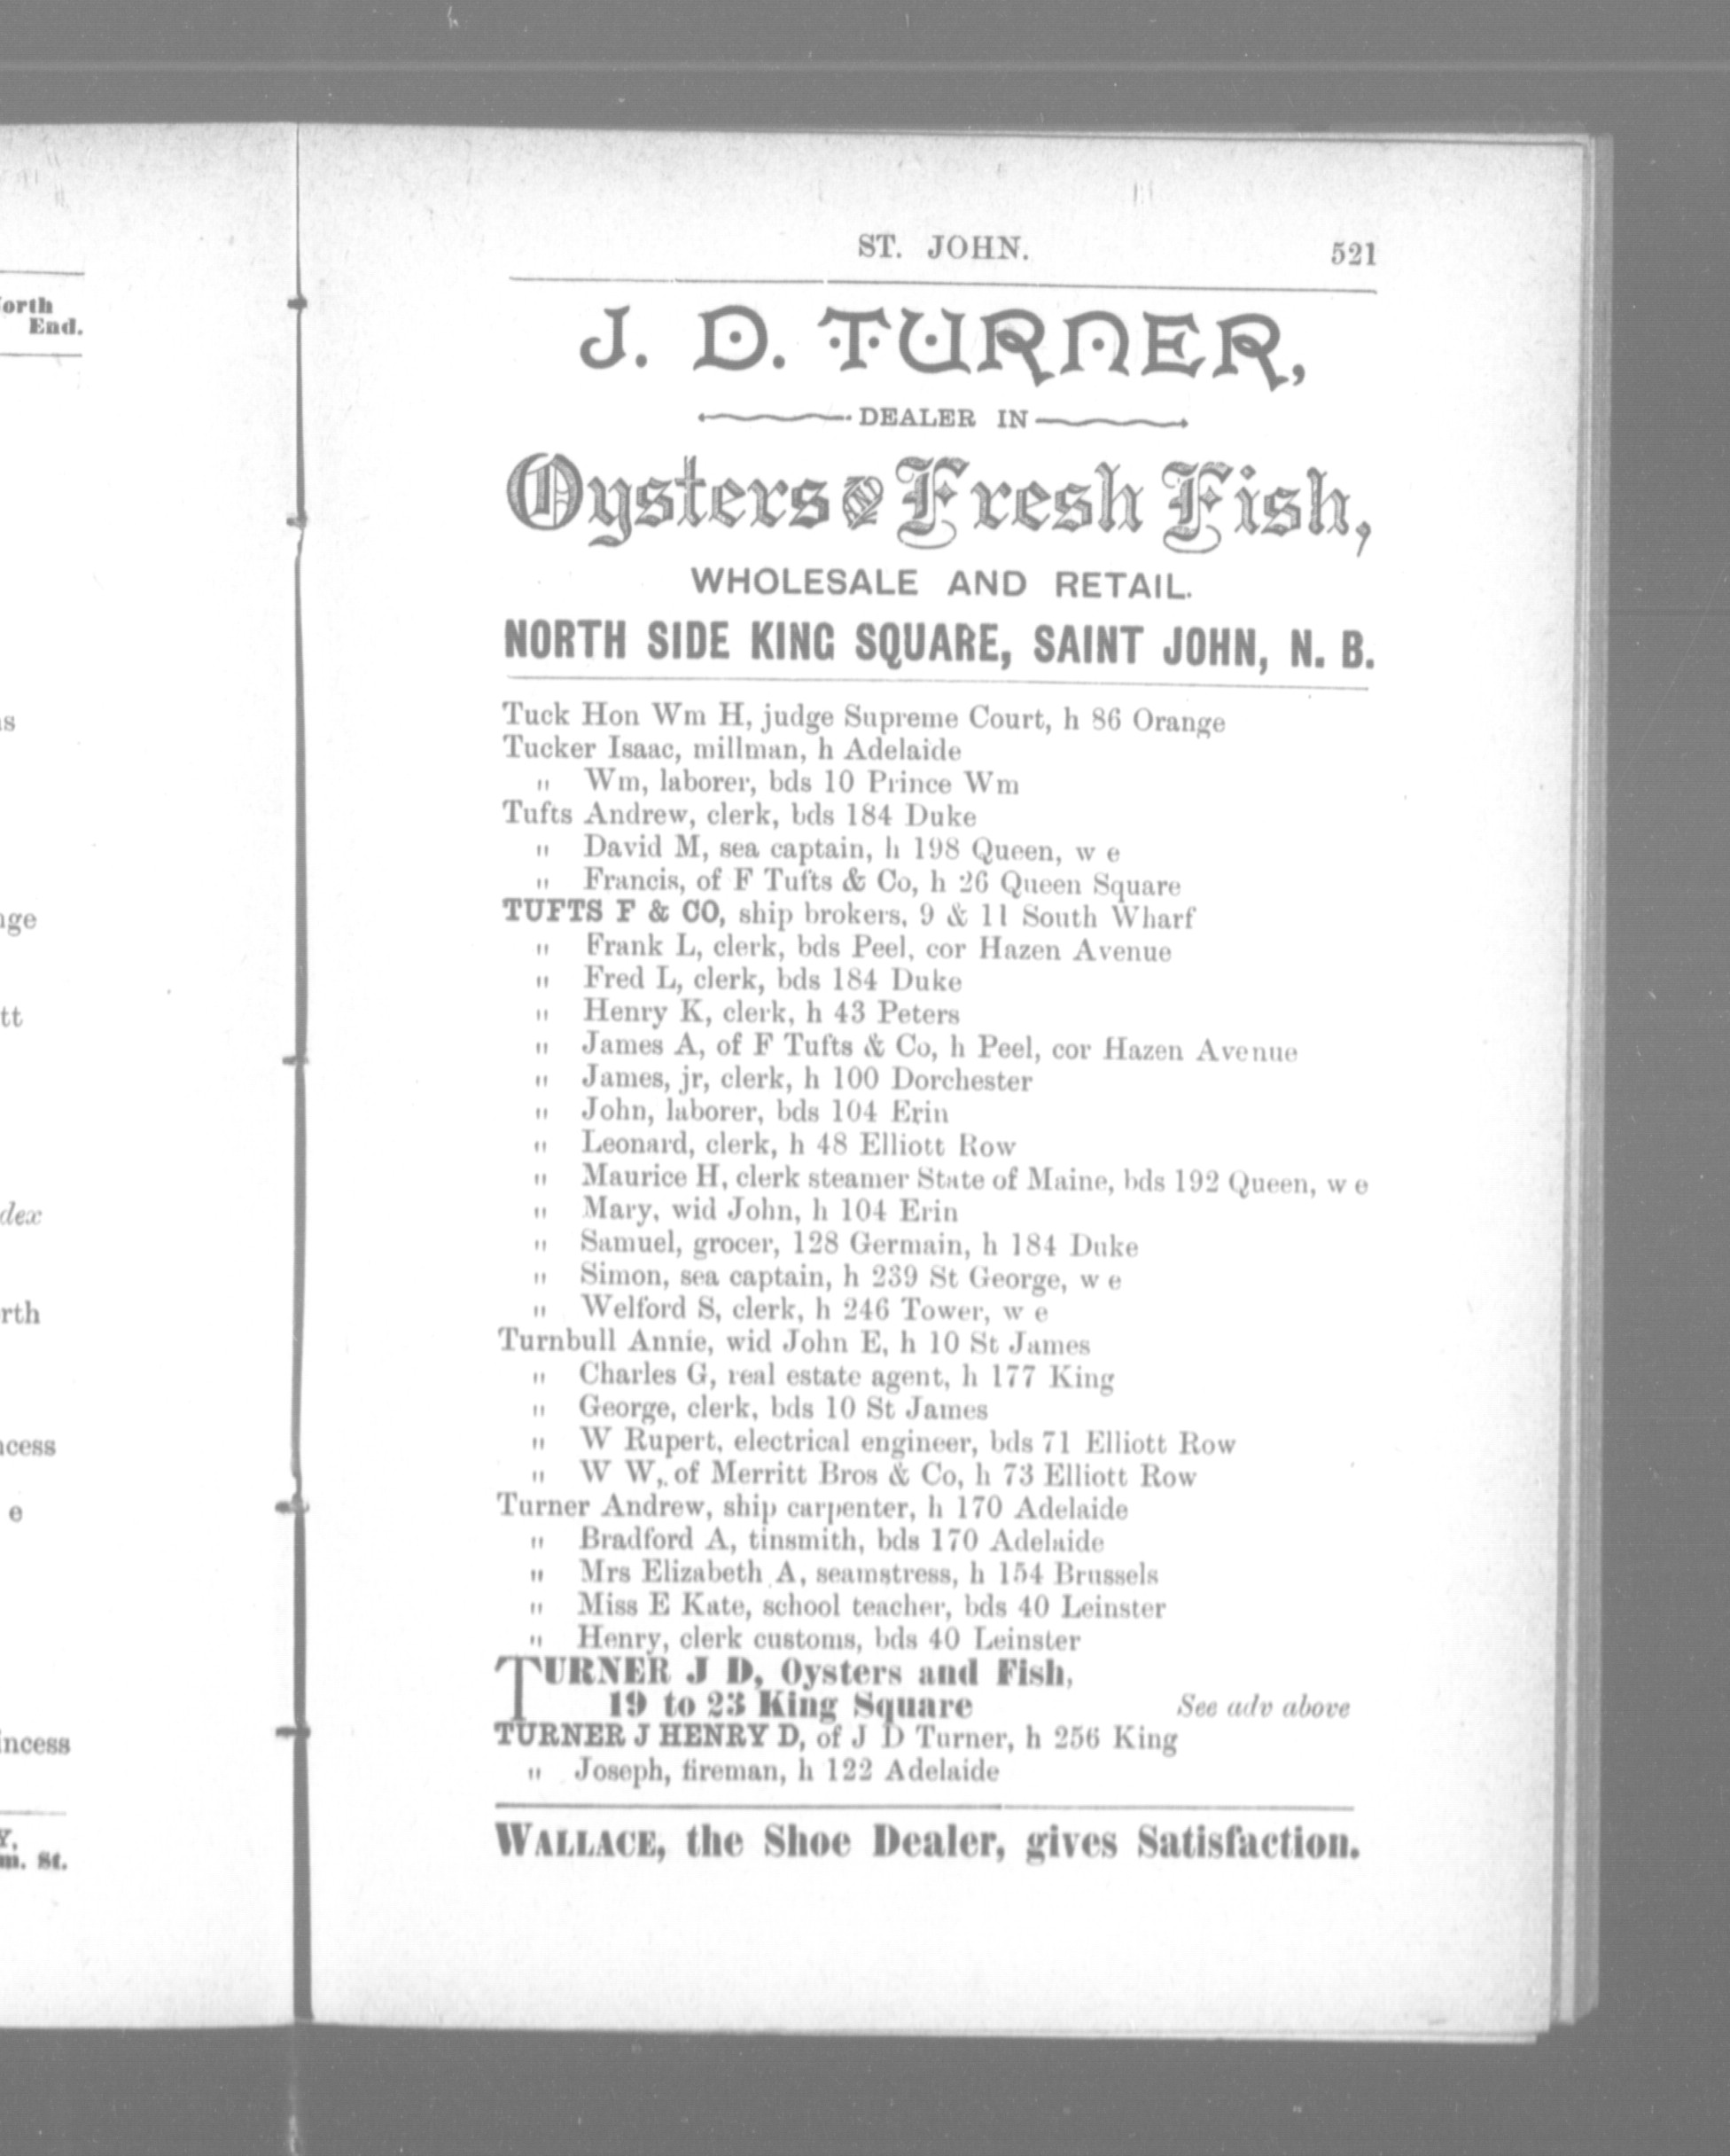 orth
End.
s
tt
dex
rth
e
Y,
m. St.
ST. JOHN. 521
J. D. TURNER,
DEALER IN
Oysters & Fresh Fish,
WHOLESALE AND RETAIL.
NORTH SIDE KING SQUARE, SAINT JOHN, N. B.
Tuck Hon Wm H, judge Supreme Court, h 86 Orange
Tucker Isaac, millman, h Adelaide
" Wm, laborer, bds 10 Prince Wm
Tufts Andrew, clerk, bds 184 Duke
" David M, sea captain, h 198 Queen, w e
" Francis, of F Tufts & Co, h 26 Queen Square
TUFTS F & CO, ship brokers, 9 & 11 South Wharf
" Frank L, clerk, bds Peel, cor Hazen Avenue
" Fred L, clerk, bds 184 Duke
" Henry K, clerk, h 43 Peters
" James A, of F Tufts & Co, h Peel, cor Hazen Avenue
" James, jr, clerk, h 100 Dorchester
" John, laborer, bds 104 Erin
" Leonard, clerk, h 48 Elliott Row
" Maurice H, clerk steamer State of Maine, bds 192 Queen, w e
" Mary, wid John, h 104 Erin
" Samuel, grocer, 128 Germain, h 184 Duke
" Simon, sea captain, h 239 St George, w e
" Welford S, clerk, h 246 Tower, w e
Turnbull Annie, wid John E, h 10 St James
" Charles G, real estate agent, h 177 King
" George, clerk, bds 10 St James
" W Rupert, electrical engineer, bds 71 Elliott Row
" W W, of Merritt Bros & Co, h 73 Elliott Row
Turner Andrew, ship carpenter, h 170 Adelaide
" Bradford A, tinsmith, bds 170 Adelaide
" Mrs Elizabeth A, seamstress, h 154 Brussels
" Miss E Kate, school teacher, bds 40 Leinster
" Henry, clerk customs, bds 40 Leinster
TURNER J D, Oysters and Fish,
19 to 23 King Square See adv above
TURNER J HENRY D, of J D Turner, h 256 King
" Joseph, fireman, h 122 Adelaide
WALLACE, the Shoe Dealer, gives Satisfaction.